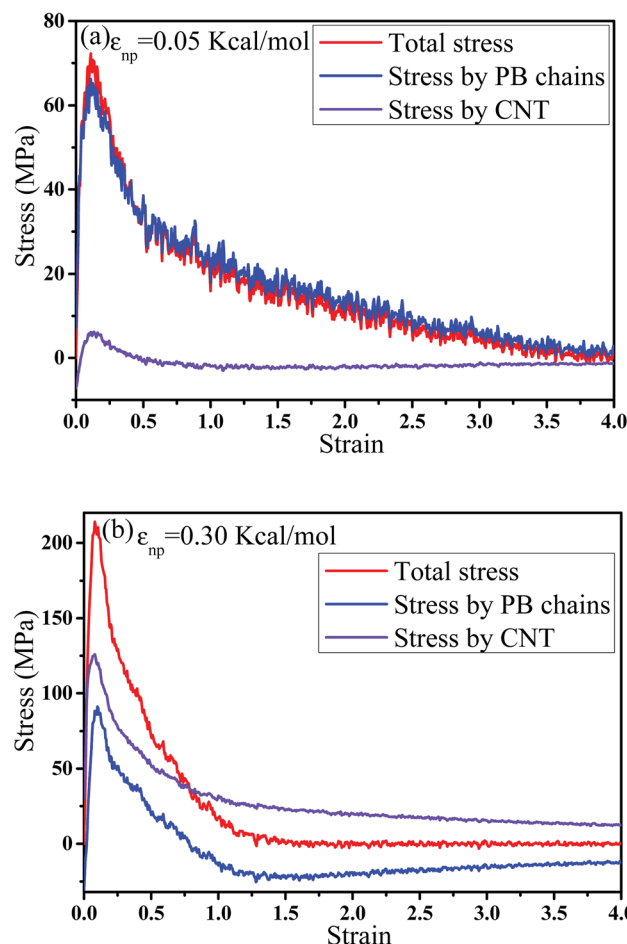 (a) ε_np=0.05 Kcal/mol
Total stress
Stress by PB chains
Stress by CNT
Stress (MPa)
80
60
40
20
0
0.0 0.5 1.0 1.5 2.0 2.5 3.0 3.5 4.0
Strain
(b) ε_np=0.30 Kcal/mol
Total stress
Stress by PB chains
Stress by CNT
Stress (MPa)
200
150
100
50
0
0.0 0.5 1.0 1.5 2.0 2.5 3.0 3.5 4.0
Strain